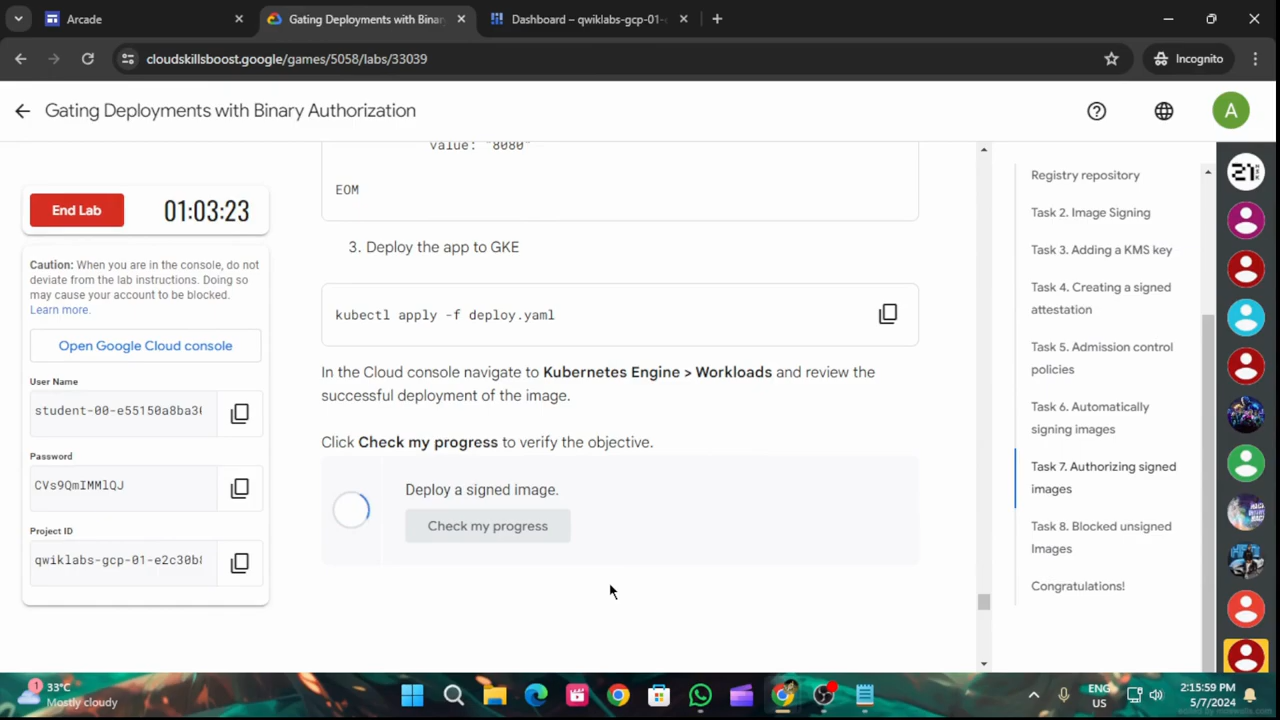 Arcade
Gating Deployments with Binar
Dashboard – qwiklabs-gcp-01-
cloudskillsboost.google/games/5058/labs/33039
Incognito
Gating Deployments with Binary Authorization
A
End Lab
01:03:23
Caution: When you are in the console, do not
deviate from the lab instructions. Doing so
may cause your account to be blocked.
Learn more.
Open Google Cloud console
User Name
student-00-e55150a8ba3
Password
CVs9QmIMMlQJ
Project ID
qwiklabs-gcp-01-e2c30b
value: "8080"
EOM
3. Deploy the app to GKE
kubectl apply -f deploy.yaml
In the Cloud console navigate to Kubernetes Engine > Workloads and review the
successful deployment of the image.
Click Check my progress to verify the objective.
Deploy a signed image.
Check my progress
Registry repository
Task 2. Image Signing
Task 3. Adding a KMS key
Task 4. Creating a signed
attestation
Task 5. Admission control
policies
Task 6. Automatically
signing images
Task 7. Authorizing signed
images
Task 8. Blocked unsigned
Images
Congratulations!
21
1
33°C
Mostly cloudy
ENG
US
2:15:59 PM
5/7/2024